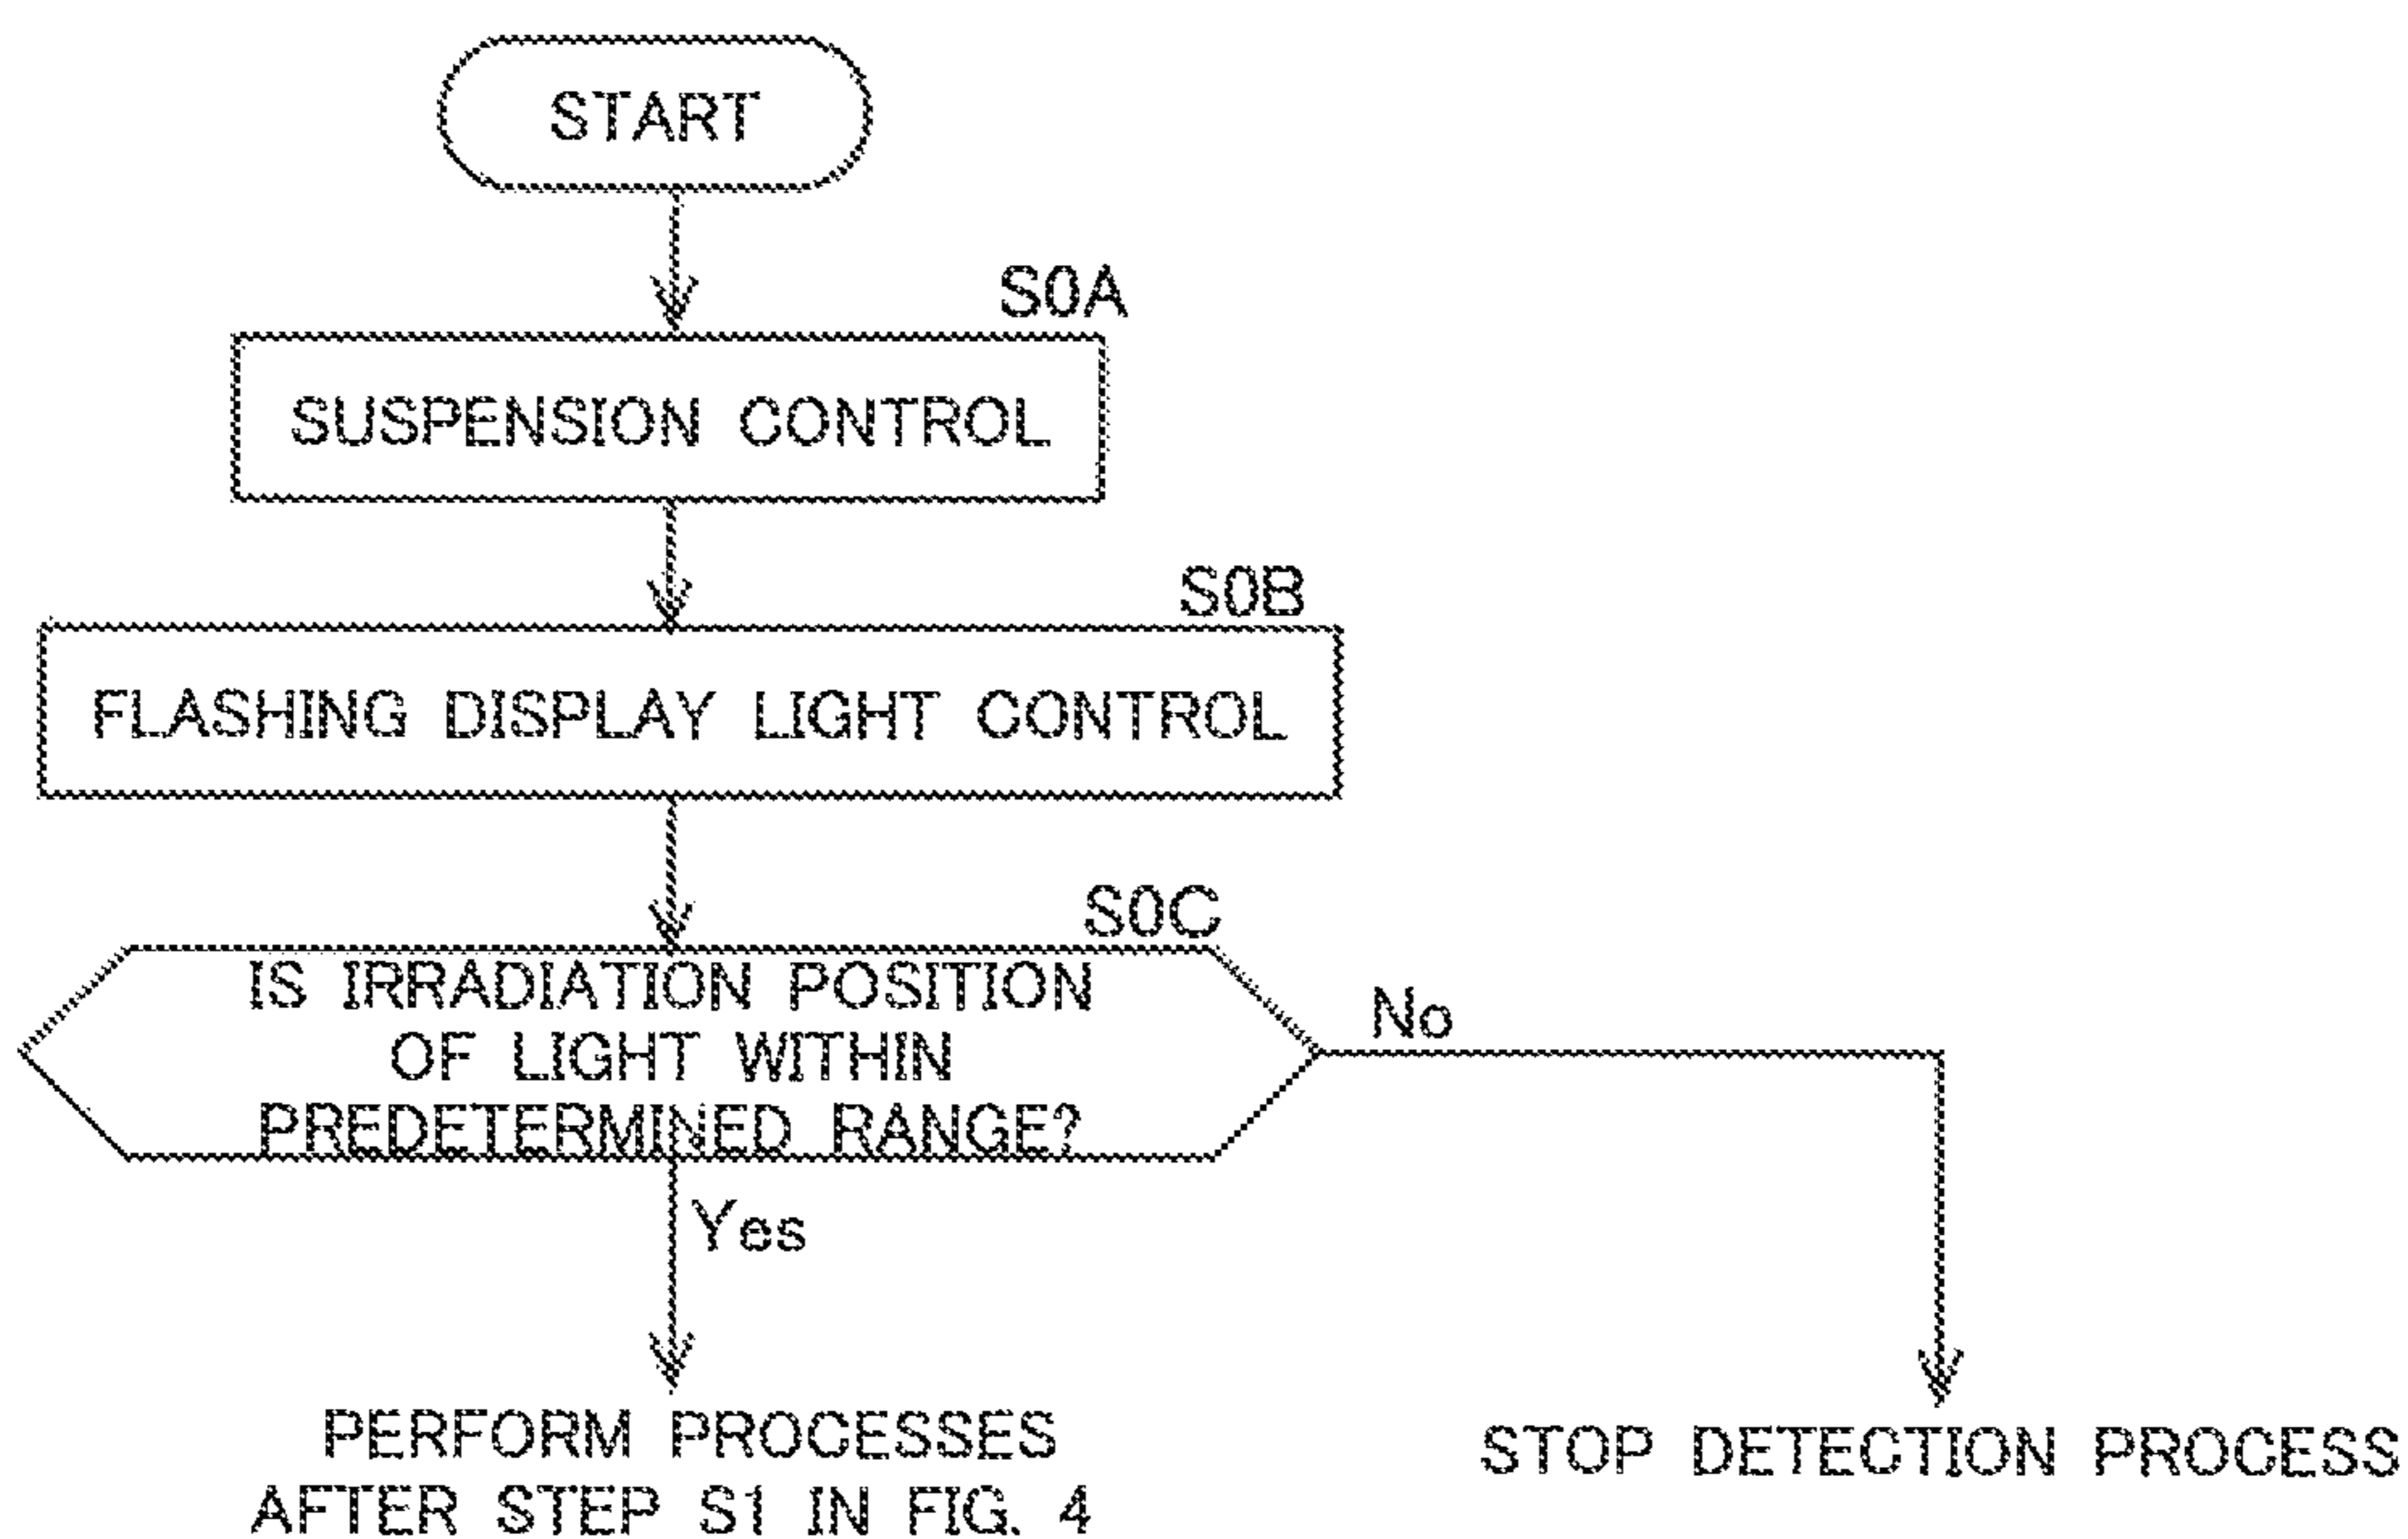 START
S0A
SUSPENSION CONTROL
S0B
FLASHING DISPLAY LIGHT CONTROL
S0C
IS IRRADIATION POSITION
OF LIGHT WITHIN
PREDETERMINED RANGE?
No
Yes
PERFORM PROCESSES
AFTER STEP S1 IN FIG. 4
STOP DETECTION PROCESS